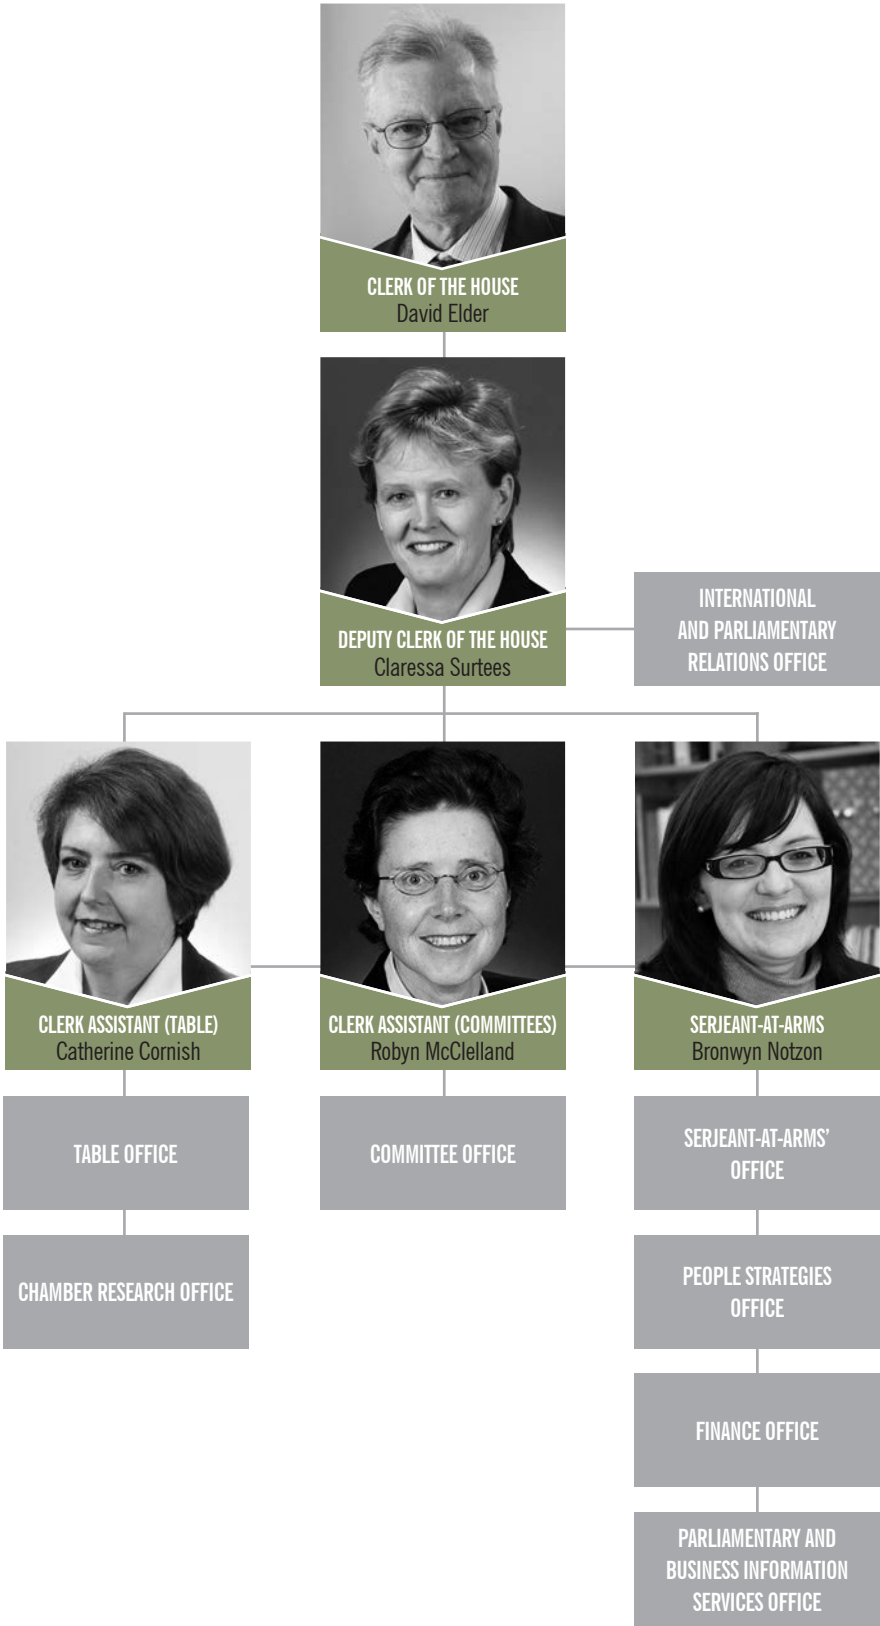 CLERK OF THE HOUSE
David Elder
DEPUTY CLERK OF THE HOUSE
Claressa Surtees
INTERNATIONAL
AND PARLIAMENTARY
RELATIONS OFFICE
CLERK ASSISTANT (TABLE)
Catherine Cornish
CLERK ASSISTANT (COMMITTEES)
Robyn McClelland
SERJEANT-AT-ARMS
Bronwyn Notzon
TABLE OFFICE
COMMITTEE OFFICE
SERJEANT-AT-ARMS’
OFFICE
CHAMBER RESEARCH OFFICE
PEOPLE STRATEGIES
OFFICE
FINANCE OFFICE
PARLIAMENTARY AND
BUSINESS INFORMATION
SERVICES OFFICE